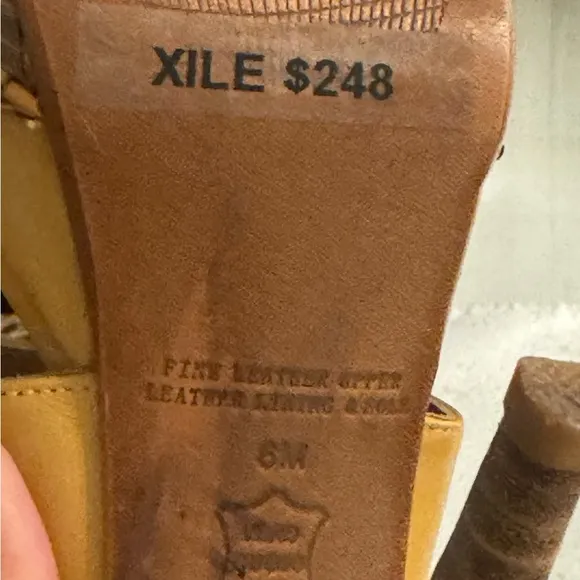 XILE $248
FINE LEATHER UPPER
LEATHER LINING & SOLE
6M